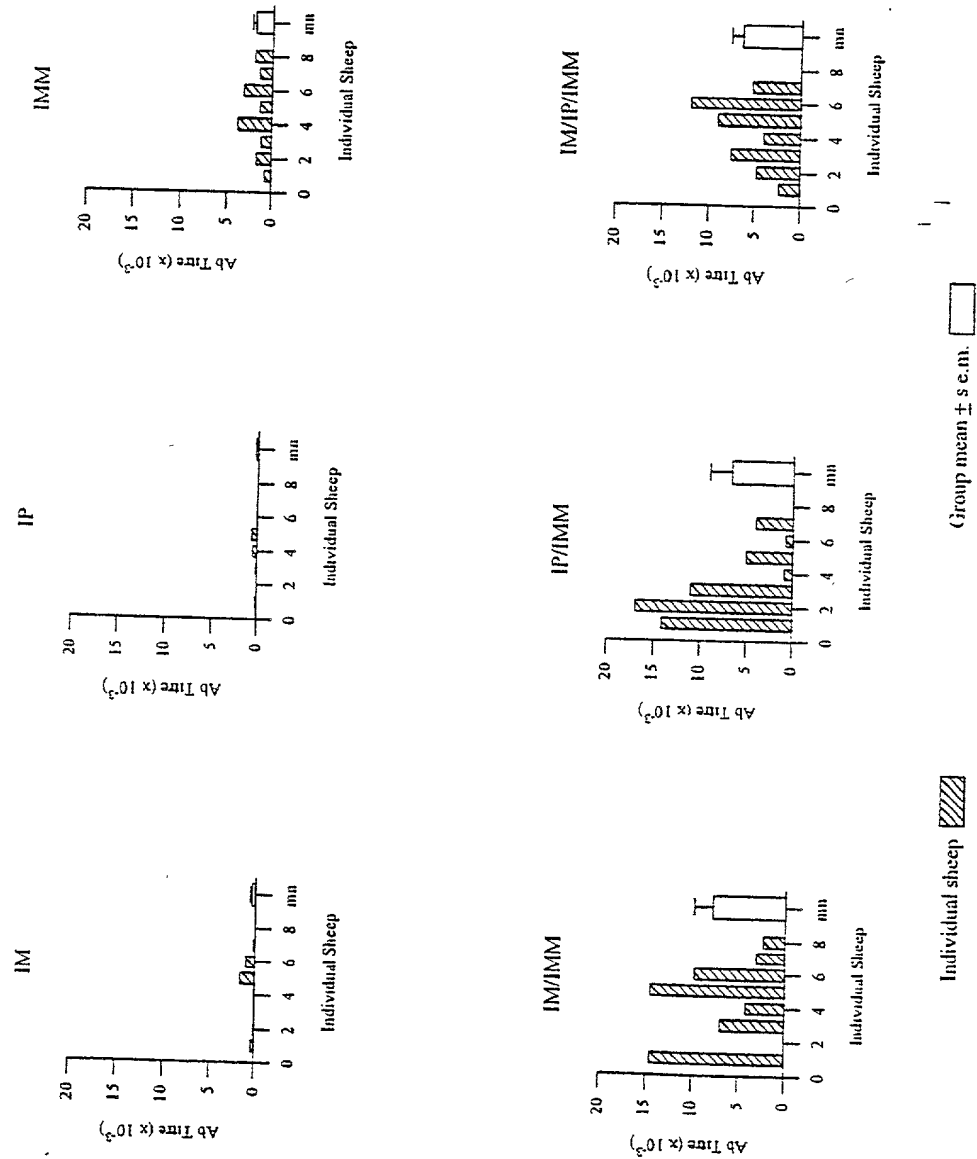 IM
20
15
10
5
0
Ab Titre (x 10-3)
0 2 4 6 8 mn
Individual Sheep
IP
20
15
10
5
0
Ab Titre (x 10-3)
0 2 4 6 8 mn
Individual Sheep
IMM
20
15
10
5
0
Ab Titre (x 10-3)
0 2 4 6 8 mn
Individual Sheep
IM/IMM
20
15
10
5
0
Ab Titre (x 10-3)
0 2 4 6 8 mn
Individual Sheep
IP/IMM
20
15
10
5
0
Ab Titre (x 10-3)
0 2 4 6 8 mn
Individual Sheep
IM/IP/IMM
20
15
10
5
0
Ab Titre (x 10-3)
0 2 4 6 8 mn
Individual Sheep
Individual sheep
Group mean ± s e.m.